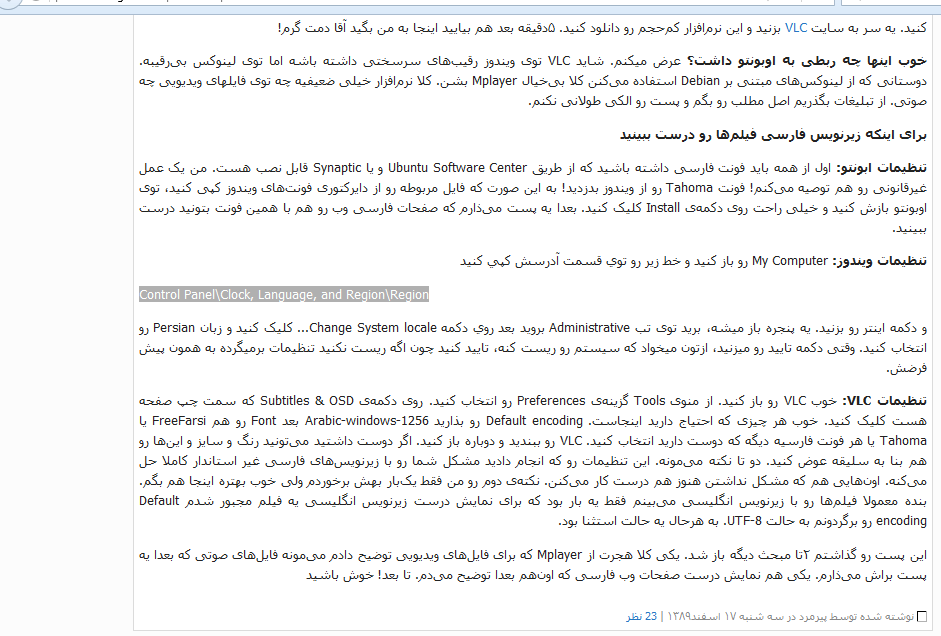 کنید. یه سر به سایت VLC بزنید و این نرم‌افزار کم‌حجم رو دانلود کنید. ۵دقیقه بعد هم بیایید اینجا به من بگید آقا دمت گرم!
خوب اینها چه ربطی به اوبونتو داشت؟ عرض میکنم. شاید VLC توی ویندوز رقیب‌های سرسختی داشته باشه اما توی لینوکس بی‌رقیبه.
دوستانی که از لینوکس‌های مبتنی بر Debian استفاده می‌کنن کلا بی‌خیال Mplayer بشن. کلا نرم‌افزار خیلی ضعیفیه چه توی فایلهای ویدیویی چه
صوتی. از تبلیغات بگذریم اصل مطلب رو بگم و پست رو الکی طولانی نکنم.
برای اینکه زیرنویس فارسی فیلم‌ها رو درست ببینید
تنظیمات ابونتو: اول از همه باید فونت فارسی داشته باشید که از طریق Ubuntu Software Center و یا Synaptic قابل نصب هست. من یک عمل
غیرقانونی رو هم توصیه می‌کنم! فونت Tahoma رو از ویندوز بدزدید! به این صورت که فایل مربوطه رو از دایرکتوری فونت‌های ویندوز کپی کنید، توی
اوبونتو بازش کنید و خیلی راحت روی دکمه‌ی Install کلیک کنید. بعدا یه پست می‌ذارم که صفحات فارسی وب رو هم با همین فونت بتونید درست
ببینید.
تنظیمات ویندوز: My Computer رو باز کنید و خط زیر رو توي قسمت آدرسش کپي کنید
Control Panel\Clock, Language, and Region\Region
و دکمه اینتر رو بزنید. یه پنجره باز میشه، برید توی تب Administrative بروید بعد روي دکمه Change System locale... کلیک کنید و زبان Persian رو
انتخاب کنید. وقتی دکمه تایید رو میزنید، ازتون میخواد که سیستم رو ریست کنه، تایید کنید چون اگه ریست نکنید تنظیمات برمیگرده به همون پیش
فرضش.
تنظیمات VLC: خوب VLC رو باز کنید. از منوی Tools گزینه‌ی Preferences رو انتخاب کنید. روی دکمه‌ی Subtitles & OSD که سمت چپ صفحه
هست کلیک کنید. خوب هر چیزی که احتیاج دارید اینجاست. Default encoding رو بذارید Arabic-windows-1256 بعد Font رو هم FreeFarsi یا
Tahoma یا هر فونت فارسیه دیگه که دوست دارید انتخاب کنید. VLC رو ببندید و دوباره باز کنید. اگر دوست داشتید می‌تونید رنگ و سایز و این‌ها رو
هم بنا به سلیقه عوض کنید. دو تا نکته می‌مونه. این تنظیمات رو که انجام دادید مشکل شما رو با زیرنویس‌های فارسی غیر استاندار کاملا حل
می‌کنه. اون‌هایی هم که مشکل نداشتن هنوز هم درست کار می‌کنن. نکته‌ی دوم رو من فقط یک‌بار بهش برخوردم ولی خوب بهتره اینجا هم بگم.
بنده معمولا فیلم‌ها رو با زیرنویس انگلیسی می‌بینم فقط یه بار بود که برای نمایش درست زیرنویس انگلیسی یه فیلم مجبور شدم Default
encoding رو برگردونم به حالت UTF-8. به هرحال یه حالت استثنا بود.
این پست رو گذاشتم ۲تا مبحث دیگه باز شد. یکی کلا هجرت از Mplayer که برای فایل‌های ویدیویی توضیح دادم می‌مونه فایل‌های صوتی که بعدا یه
پست براش می‌ذارم. یکی هم نمایش درست صفحات وب فارسی که اون‌هم بعدا توضیح می‌دم. تا بعد! خوش باشید
نوشته شده توسط پیرمرد در سه شنبه ۱۷ اسفند۱۳۸۹ | 23 نظر